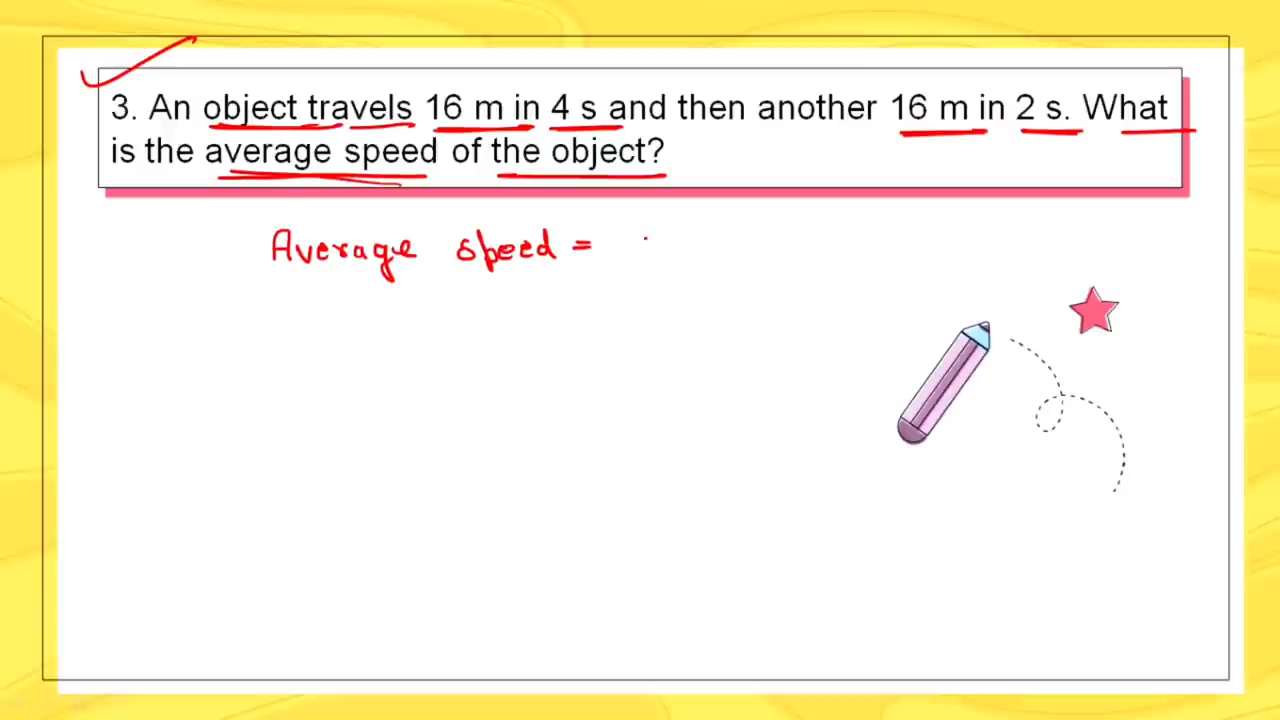 3. An object travels 16 m in 4 s and then another 16 m in 2 s. What
is the average speed of the object?
Average speed =